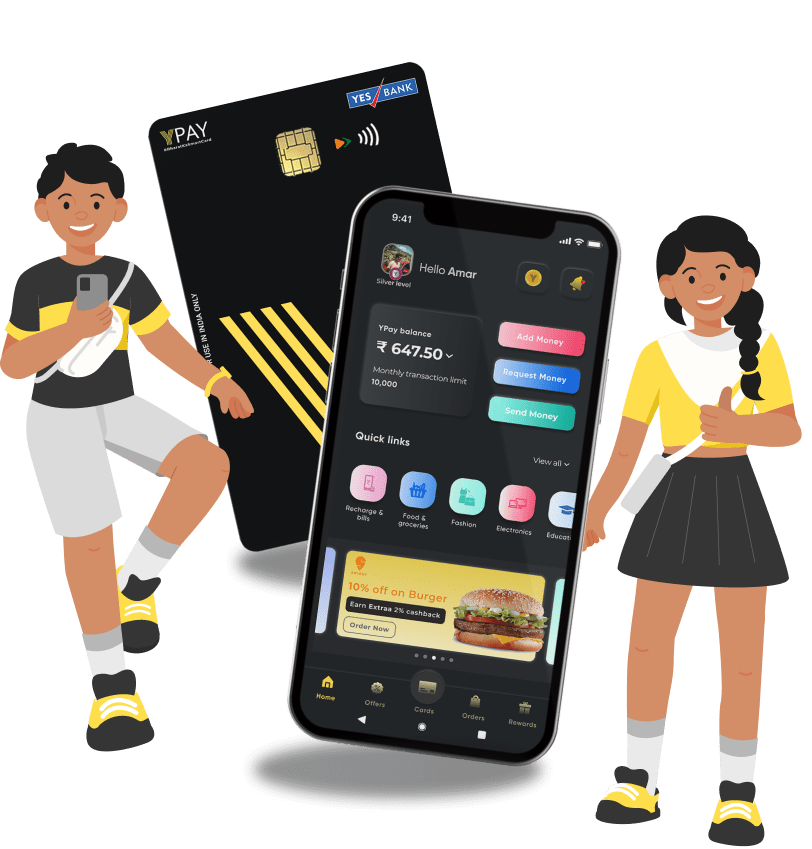 YPAY
#BharatKaSmartCard
YES BANK
R USE IN INDIA ONLY
9:41
Hello Amar
Silver level
YPay balance
₹ 647.50
Monthly transaction limit
10,000
Add Money
Request Money
Send Money
Quick links
View all
Recharge &
bills
Food &
groceries
Fashion
Electronics
Educati
10% off on Burger
Earn Extraa 2% cashback
Order Now
Home
Offers
Cards
Orders
Rewards